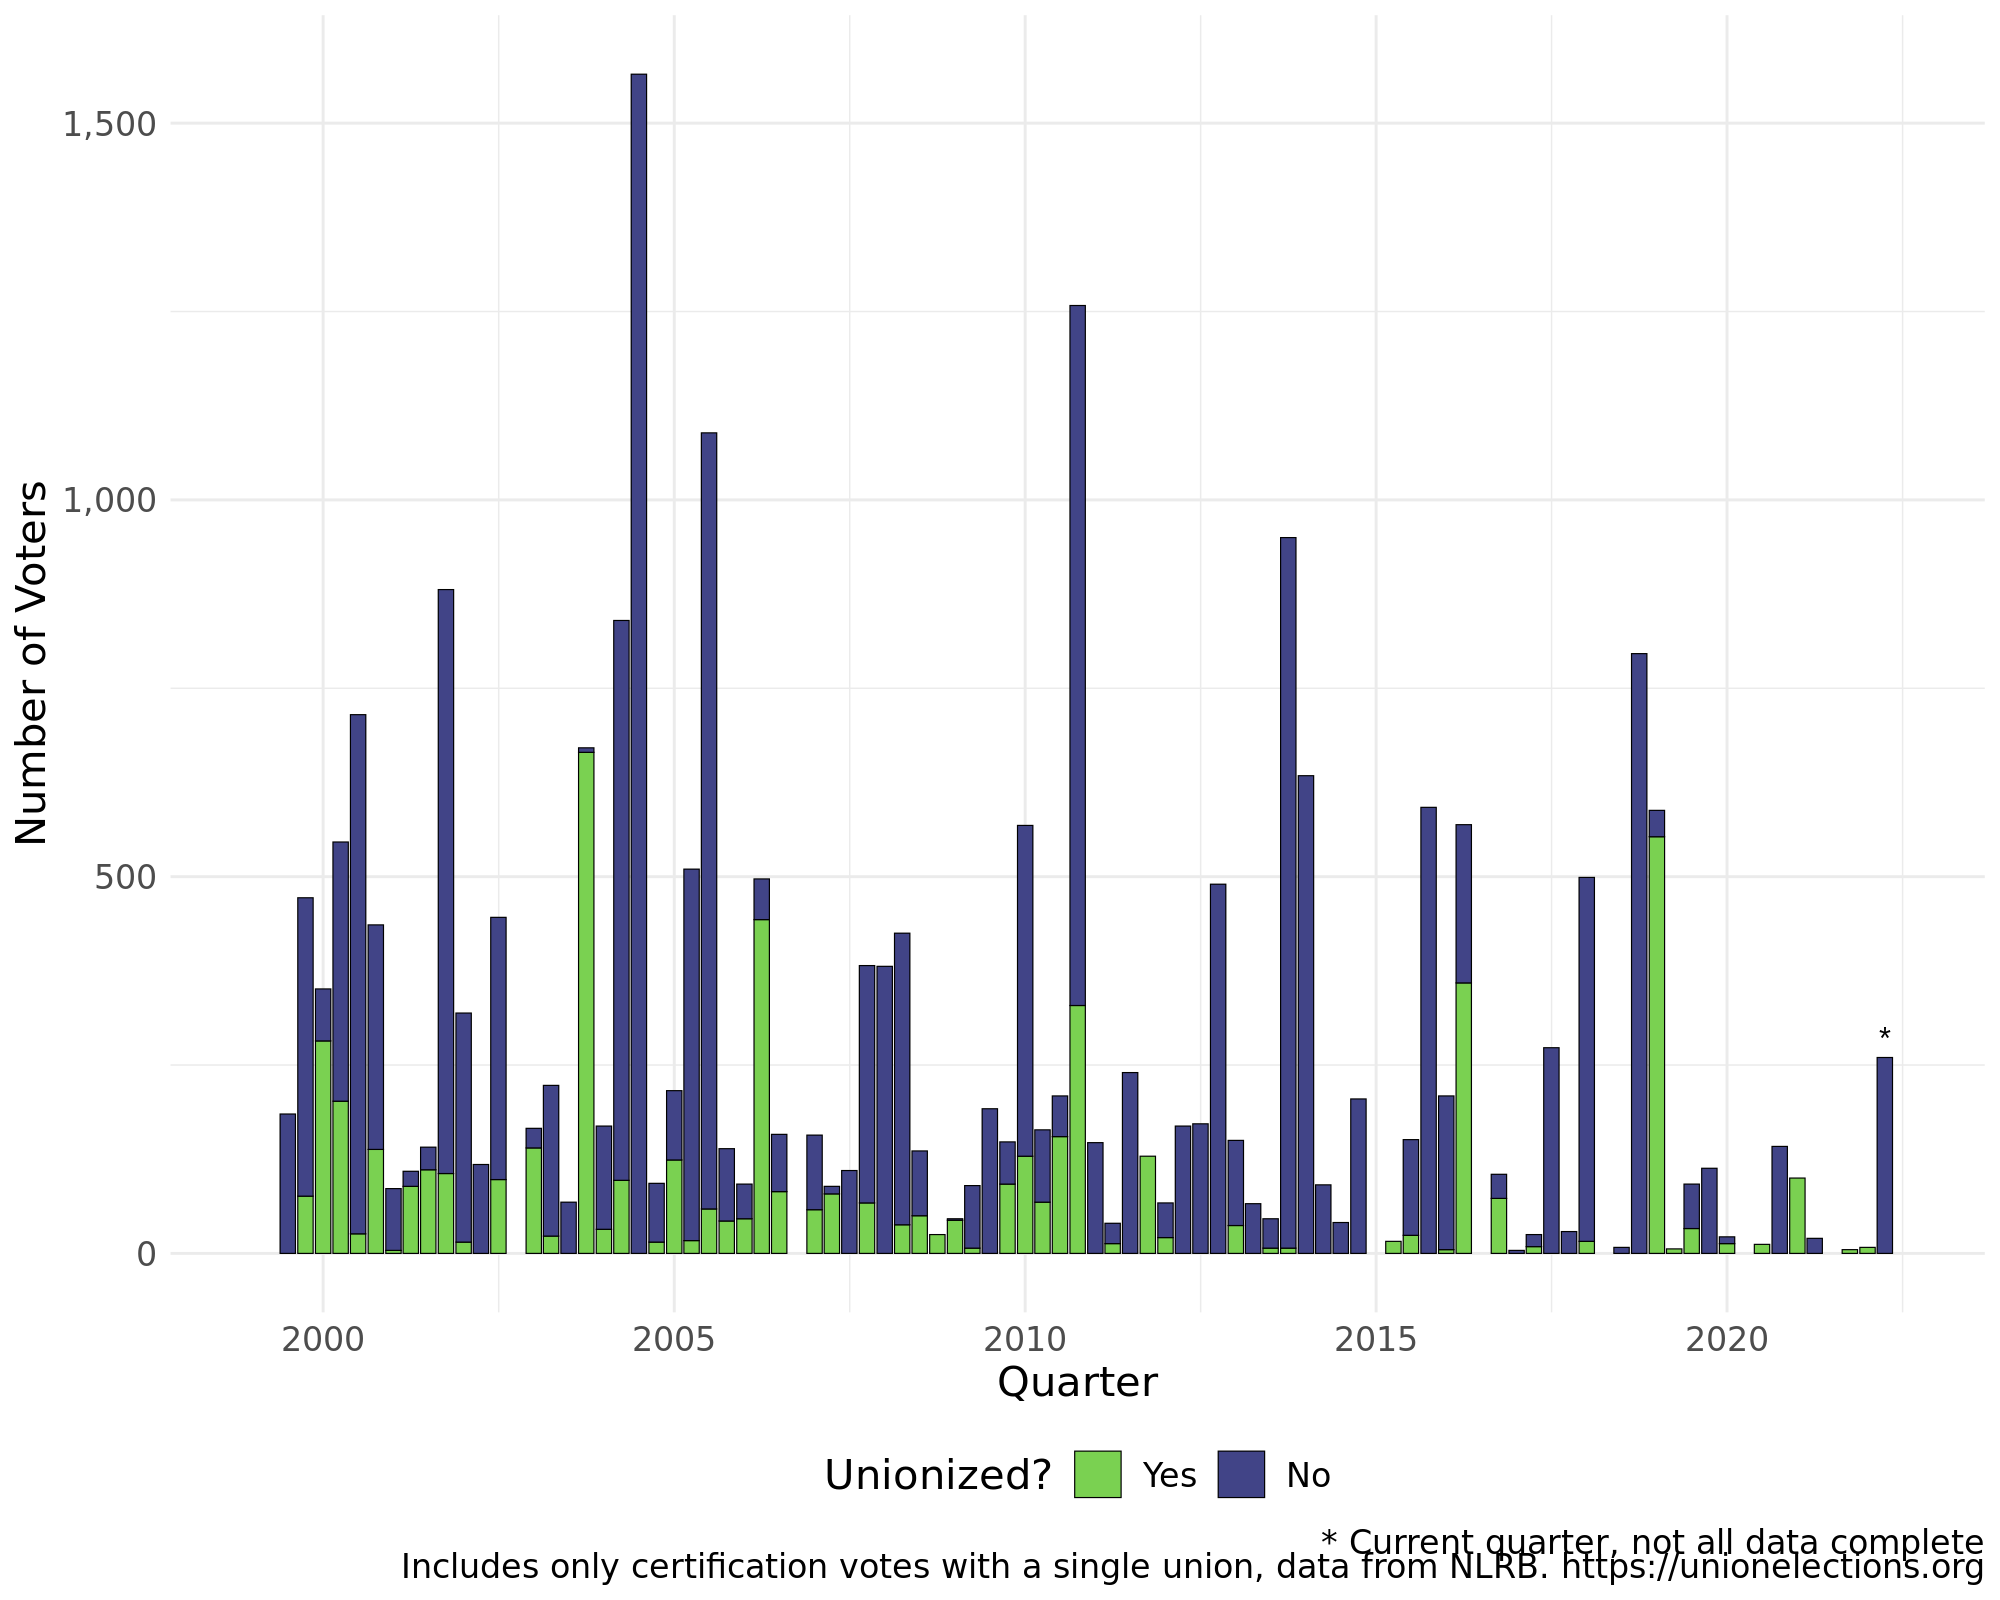 Number of Voters
1,500
1,000
500
0
*
2000 2005 2010 2015 2020
Quarter
Unionized? Yes No
* Current quarter, not all data complete
Includes only certification votes with a single union, data from NLRB. https://unionelections.org